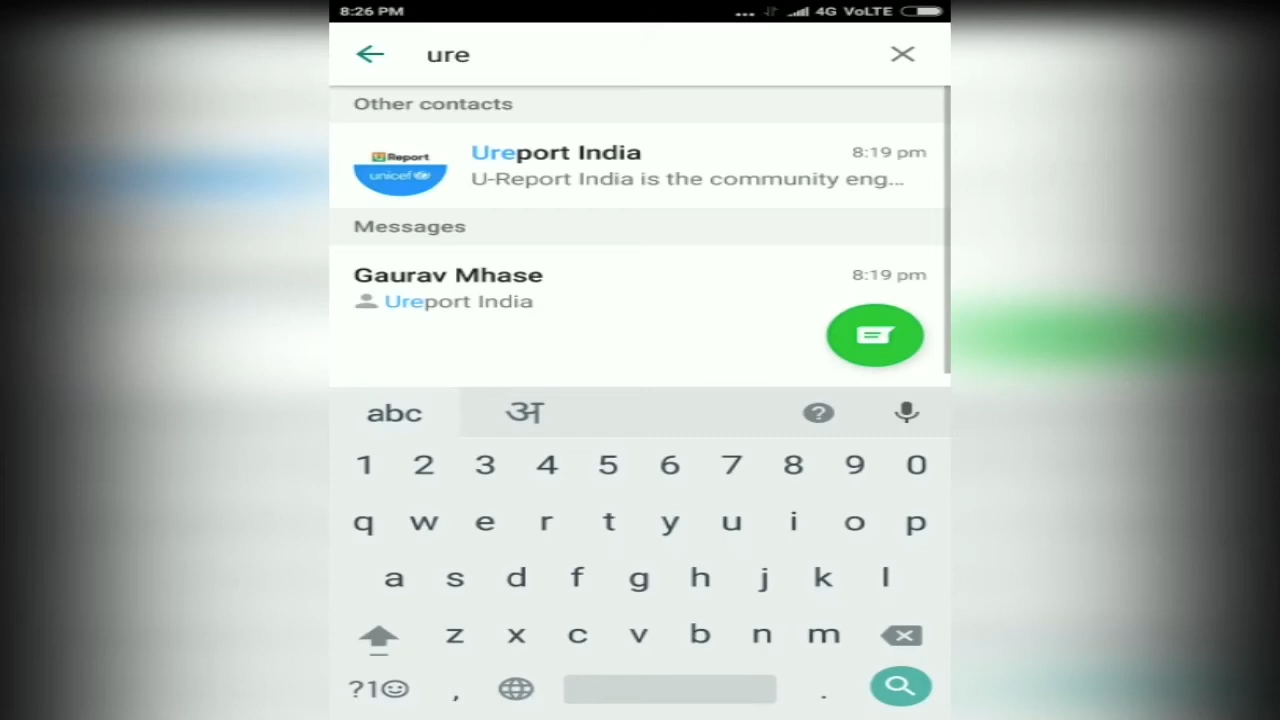 8:26 PM ... 4G VoLTE
ure
Other contacts
U Report
unicef
Ureport India 8:19 pm
U-Report India is the community eng...
Messages
Gaurav Mhase 8:19 pm
Ureport India
abc अ
1 2 3 4 5 6 7 8 9 0
q w e r t y u i o p
a s d f g h j k l
z x c v b n m
?1☺ , .